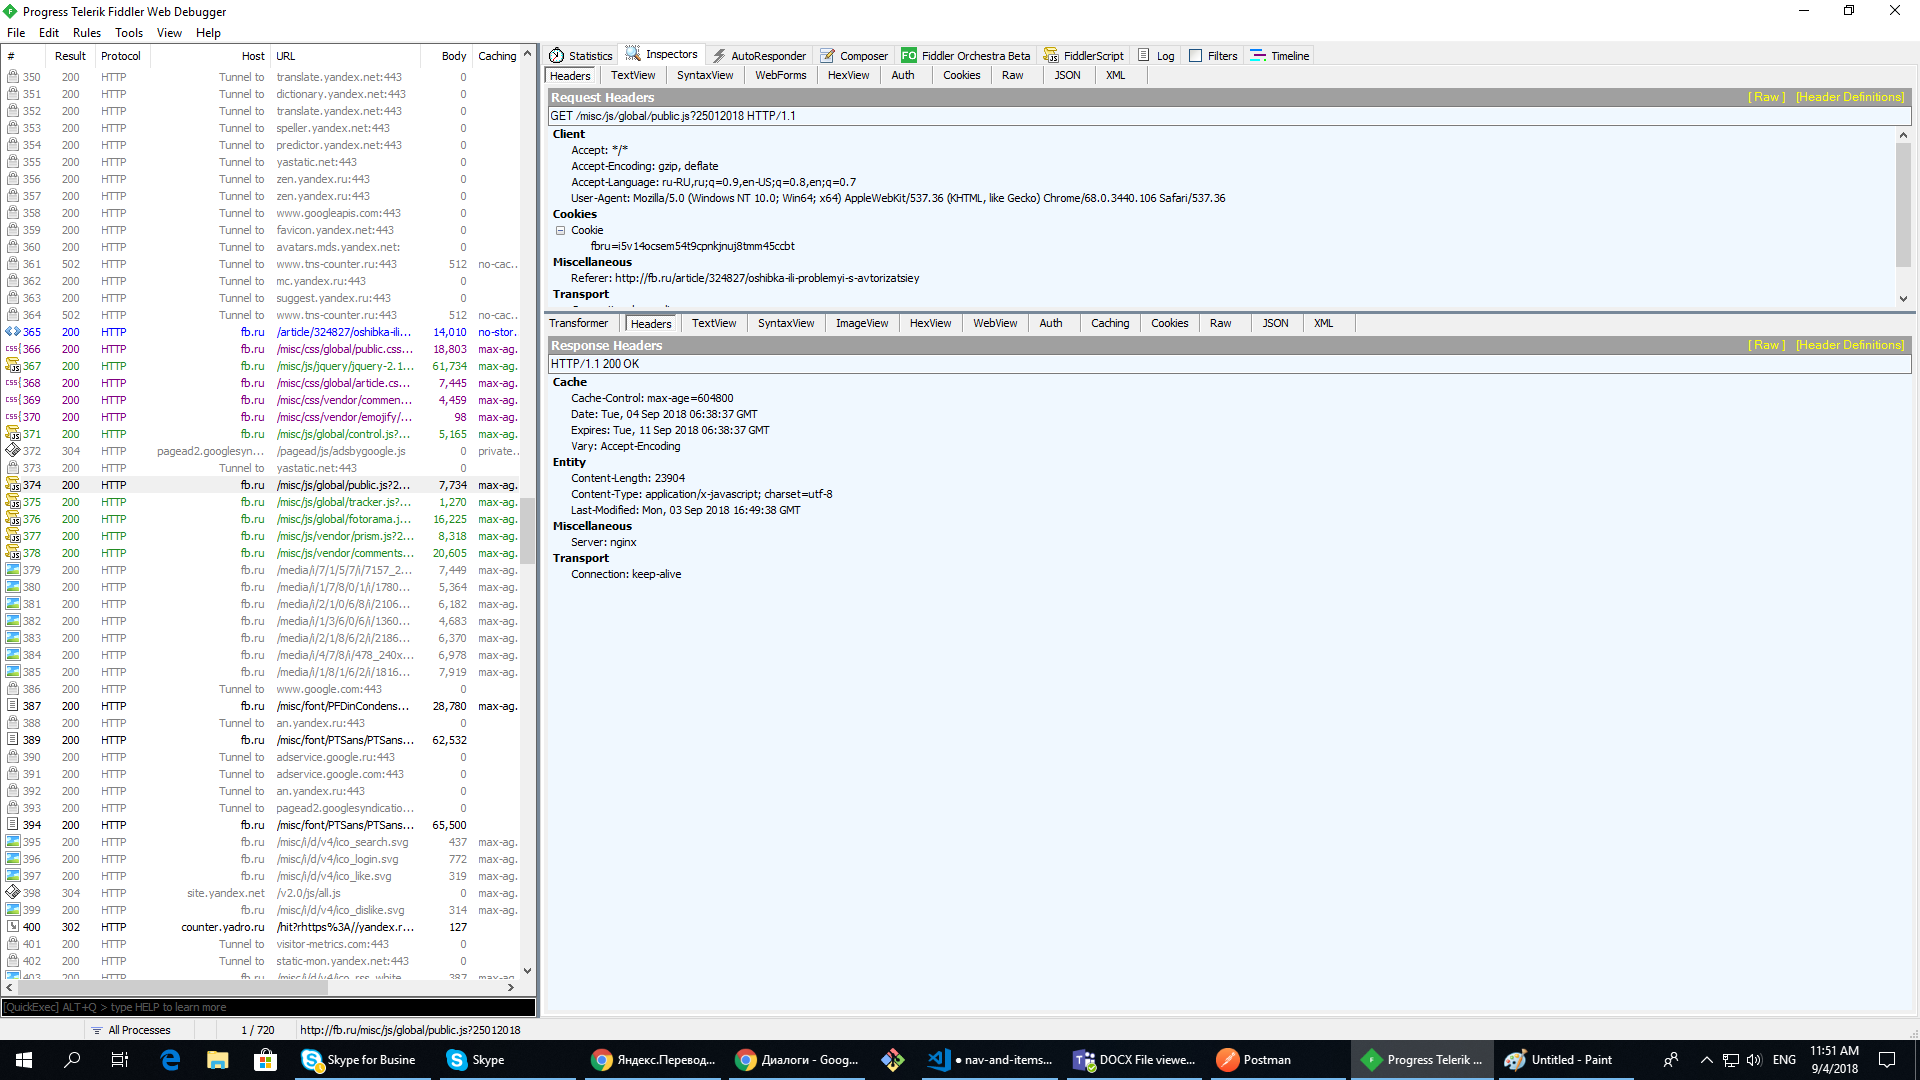 Progress Telerik Fiddler Web Debugger
File Edit Rules Tools View Help
# Result Protocol Host URL Body Caching
350 200 HTTP Tunnel to translate.yandex.net:443 0
351 200 HTTP Tunnel to dictionary.yandex.net:443 0
352 200 HTTP Tunnel to translate.yandex.net:443 0
353 200 HTTP Tunnel to speller.yandex.net:443 0
354 200 HTTP Tunnel to predictor.yandex.net:443 0
355 200 HTTP Tunnel to yastatic.net:443 0
356 200 HTTP Tunnel to zen.yandex.ru:443 0
357 200 HTTP Tunnel to zen.yandex.ru:443 0
358 200 HTTP Tunnel to www.googleapis.com:443 0
359 200 HTTP Tunnel to favicon.yandex.net:443 0
360 200 HTTP Tunnel to avatars.mds.yandex.net: 0
361 502 HTTP Tunnel to www.tns-counter.ru:443 512 no-cac...
362 200 HTTP Tunnel to mc.yandex.ru:443 0
363 200 HTTP Tunnel to suggest.yandex.ru:443 0
364 502 HTTP Tunnel to www.tns-counter.ru:443 512 no-cac...
365 200 HTTP fb.ru /article/324827/oshibka-ili... 14,010 no-stor...
366 200 HTTP fb.ru /misc/css/global/public.css... 18,803 max-ag...
367 200 HTTP fb.ru /misc/js/jquery/jquery-2.1... 61,734 max-ag...
368 200 HTTP fb.ru /misc/css/global/article.cs... 7,445 max-ag...
369 200 HTTP fb.ru /misc/css/vendor/commen... 4,459 max-ag...
370 200 HTTP fb.ru /misc/css/vendor/emojify/... 98 max-ag...
371 200 HTTP fb.ru /misc/js/global/control.js?... 5,165 max-ag...
372 304 HTTP pagead2.googlesyn... /pagead/js/adsbygoogle.js 0 private...
373 200 HTTP Tunnel to yastatic.net:443 0
374 200 HTTP fb.ru /misc/js/global/public.js?2... 7,734 max-ag...
375 200 HTTP fb.ru /misc/js/global/tracker.js?... 1,270 max-ag...
376 200 HTTP fb.ru /misc/js/global/fotorama.j... 16,225 max-ag...
377 200 HTTP fb.ru /misc/js/vendor/prism.js?2... 8,318 max-ag...
378 200 HTTP fb.ru /misc/js/vendor/comments... 20,605 max-ag...
379 200 HTTP fb.ru /media/i/7/1/5/7/i/7157_2... 7,449 max-ag...
380 200 HTTP fb.ru /media/i/1/7/8/0/1/i/1780... 5,364 max-ag...
381 200 HTTP fb.ru /media/i/2/1/0/6/8/i/2106... 6,182 max-ag...
382 200 HTTP fb.ru /media/i/1/3/6/0/6/i/1360... 4,683 max-ag...
383 200 HTTP fb.ru /media/i/2/1/8/6/2/i/2186... 6,370 max-ag...
384 200 HTTP fb.ru /media/i/4/7/8/i/478_240x... 6,978 max-ag...
385 200 HTTP fb.ru /media/i/1/8/1/6/2/i/1816... 7,919 max-ag...
386 200 HTTP Tunnel to www.google.com:443 0
387 200 HTTP fb.ru /misc/font/PFDinCondens... 28,780 max-ag...
388 200 HTTP Tunnel to an.yandex.ru:443 0
389 200 HTTP fb.ru /misc/font/PTSans/PTSans... 62,532
390 200 HTTP Tunnel to adservice.google.ru:443 0
391 200 HTTP Tunnel to adservice.google.com:443 0
392 200 HTTP Tunnel to an.yandex.ru:443 0
393 200 HTTP Tunnel to pagead2.googlesyndicatio... 0
394 200 HTTP fb.ru /misc/font/PTSans/PTSans... 65,500
395 200 HTTP fb.ru /misc/i/d/v4/ico_search.svg 437 max-ag...
396 200 HTTP fb.ru /misc/i/d/v4/ico_login.svg 772 max-ag...
397 200 HTTP fb.ru /misc/i/d/v4/ico_like.svg 319 max-ag...
398 304 HTTP site.yandex.net /v2.0/js/all.js 0 max-ag...
399 200 HTTP fb.ru /misc/i/d/v4/ico_dislike.svg 314 max-ag...
400 302 HTTP counter.yadro.ru /hit?rhttps%3A//yandex.r... 127
401 200 HTTP Tunnel to visitor-metrics.com:443 0
402 200 HTTP Tunnel to static-mon.yandex.net:443 0
403 200 HTTP fb.ru /misc/i/d/v4/ico_rss_white 387 max-ag...
[QuickExec] ALT+Q > type HELP to learn more
All Processes 1 / 720 http://fb.ru/misc/js/global/public.js?25012018
Statistics Inspectors AutoResponder Composer FO Fiddler Orchestra Beta FiddlerScript Log Filters Timeline
Headers TextView SyntaxView WebForms HexView Auth Cookies Raw JSON XML
Request Headers [ Raw ] [Header Definitions]
GET /misc/js/global/public.js?25012018 HTTP/1.1
Client
Accept: */*
Accept-Encoding: gzip, deflate
Accept-Language: ru-RU,ru;q=0.9,en-US;q=0.8,en;q=0.7
User-Agent: Mozilla/5.0 (Windows NT 10.0; Win64; x64) AppleWebKit/537.36 (KHTML, like Gecko) Chrome/68.0.3440.106 Safari/537.36
Cookies
Cookie
fbru=i5v14ocsem54t9cpnkjnuj8tmm45ccbt
Miscellaneous
Referer: http://fb.ru/article/324827/oshibka-ili-problemyi-s-avtorizatsiey
Transport
Transformer Headers TextView SyntaxView ImageView HexView WebView Auth Caching Cookies Raw JSON XML
Response Headers [ Raw ] [Header Definitions]
HTTP/1.1 200 OK
Cache
Cache-Control: max-age=604800
Date: Tue, 04 Sep 2018 06:38:37 GMT
Expires: Tue, 11 Sep 2018 06:38:37 GMT
Vary: Accept-Encoding
Entity
Content-Length: 23904
Content-Type: application/x-javascript; charset=utf-8
Last-Modified: Mon, 03 Sep 2018 16:49:38 GMT
Miscellaneous
Server: nginx
Transport
Connection: keep-alive
Skype for Busine Skype Яндекс.Перевод... Диалоги - Goog... ● nav-and-items... DOCX File viewe... Postman Progress Telerik ... Untitled - Paint ENG 11:51 AM
9/4/2018